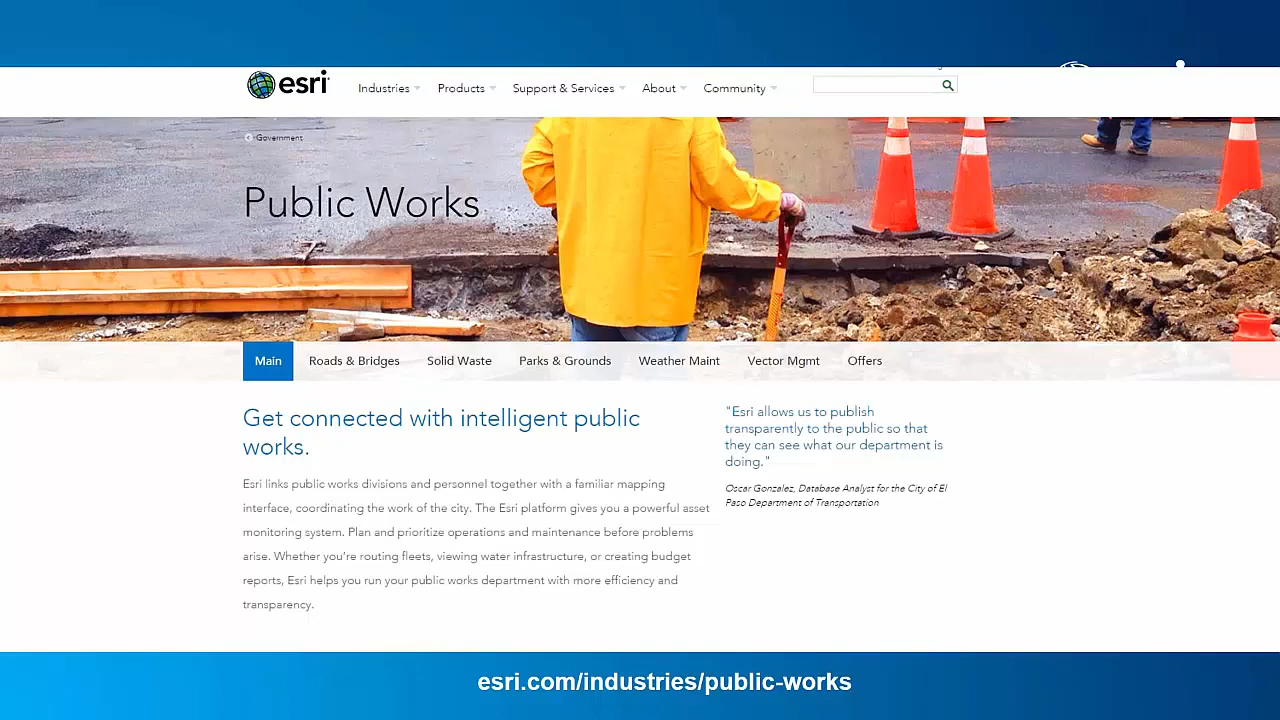 esri
Industries Products Support & Services About Community
Government
Public Works
Main Roads & Bridges Solid Waste Parks & Grounds Weather Maint Vector Mgmt Offers
Get connected with intelligent public
works.
Esri links public works divisions and personnel together with a familiar mapping
interface, coordinating the work of the city. The Esri platform gives you a powerful asset
monitoring system. Plan and prioritize operations and maintenance before problems
arise. Whether you're routing fleets, viewing water infrastructure, or creating budget
reports, Esri helps you run your public works department with more efficiency and
transparency.
"Esri allows us to publish
transparently to the public so that
they can see what our department is
doing."
Oscar Gonzalez, Database Analyst for the City of El
Paso Department of Transportation
esri.com/industries/public-works